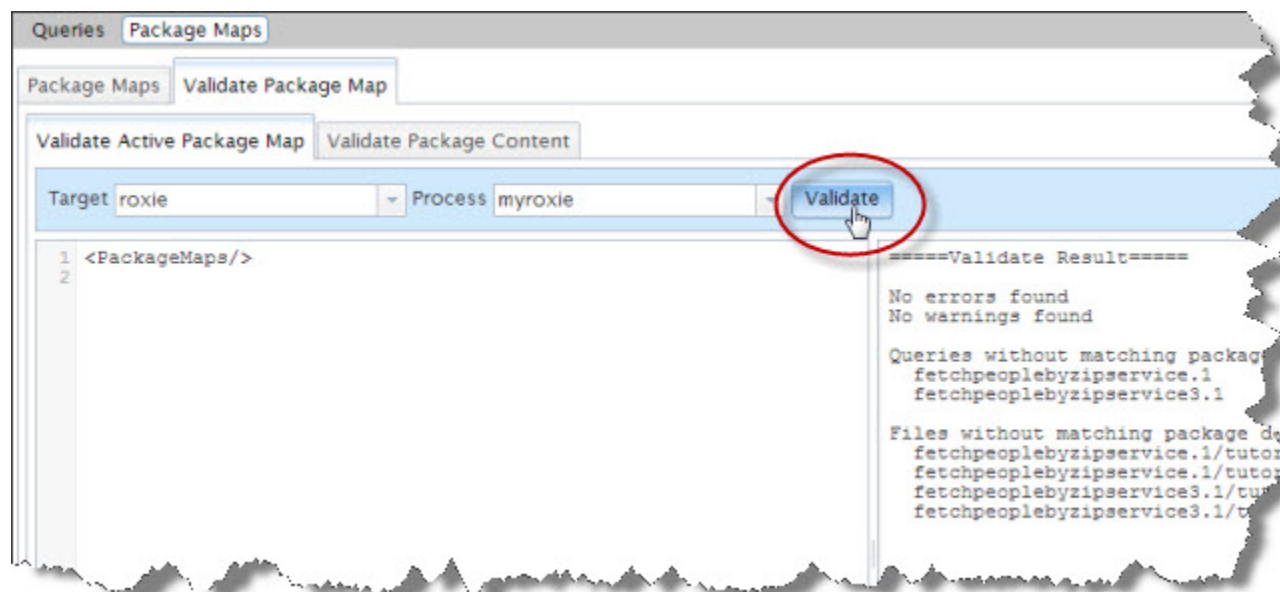 Queries Package Maps
Package Maps Validate Package Map
Validate Active Package Map Validate Package Content
Target roxie Process myroxie Validate
1 <PackageMaps/>
2
=====Validate Result=====
No errors found
No warnings found
Queries without matching packag
fetchpeoplebyzipservice.1
fetchpeoplebyzipservice3.1
Files without matching package
fetchpeoplebyzipservice.1/tutor
fetchpeoplebyzipservice.1/tutor
fetchpeoplebyzipservice3.1/tu
fetchpeoplebyzipservice3.1/t